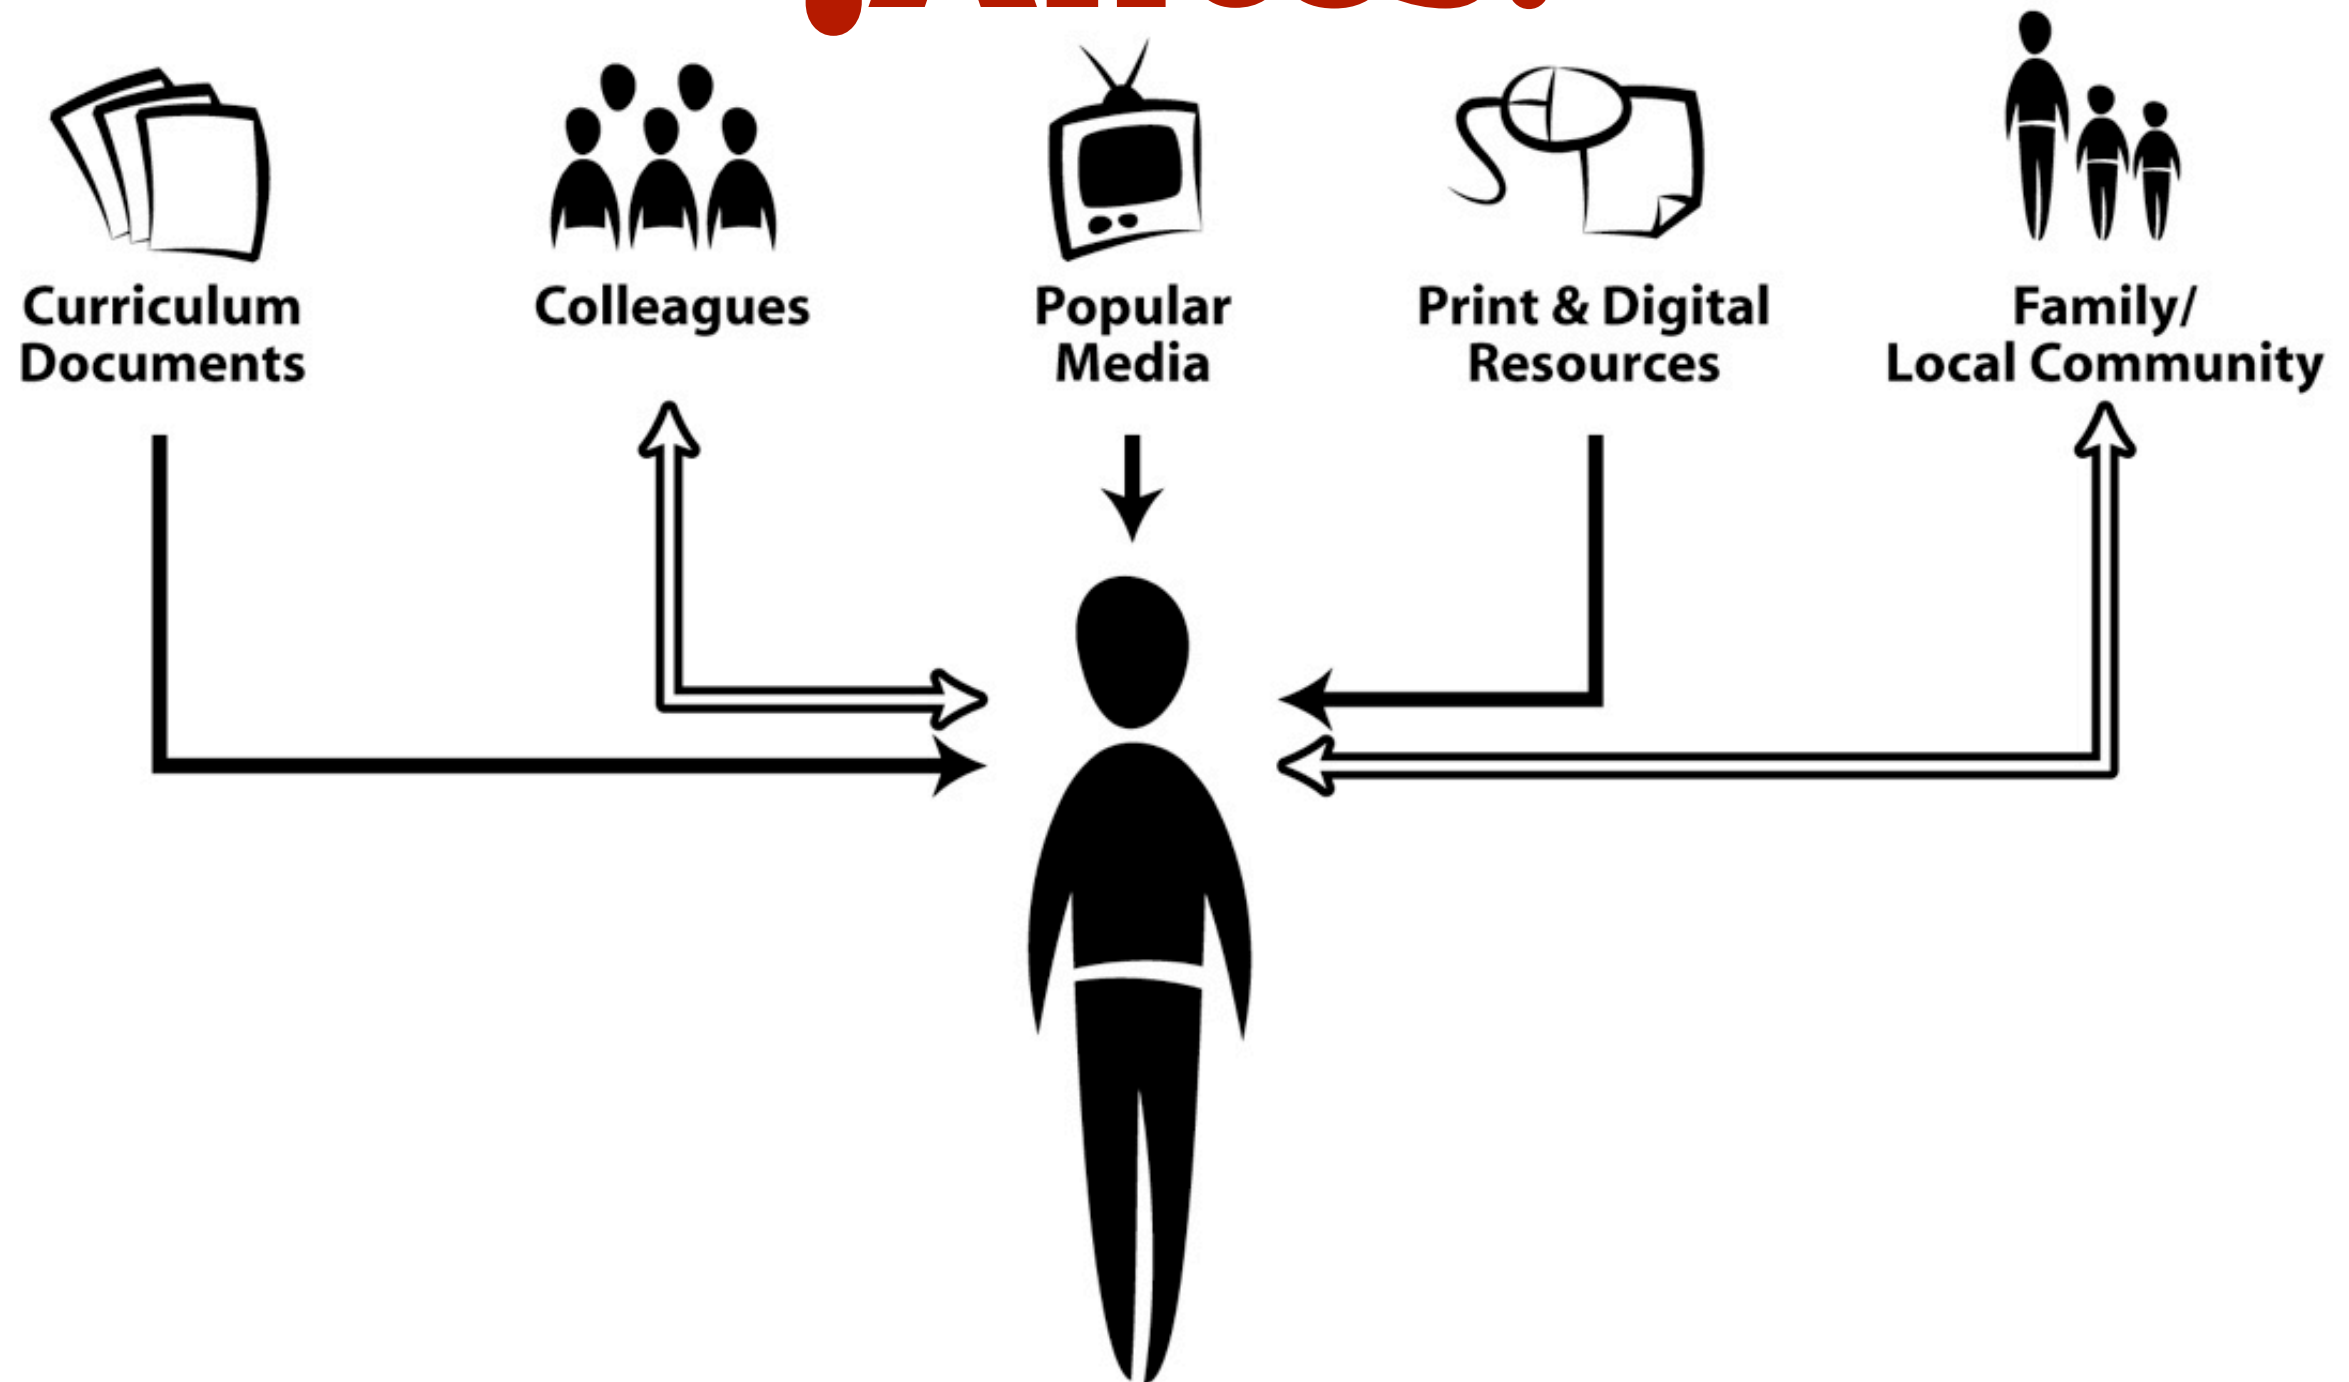 Curriculum
Documents
Colleagues
Popular
Media
Print & Digital
Resources
Family/
Local Community